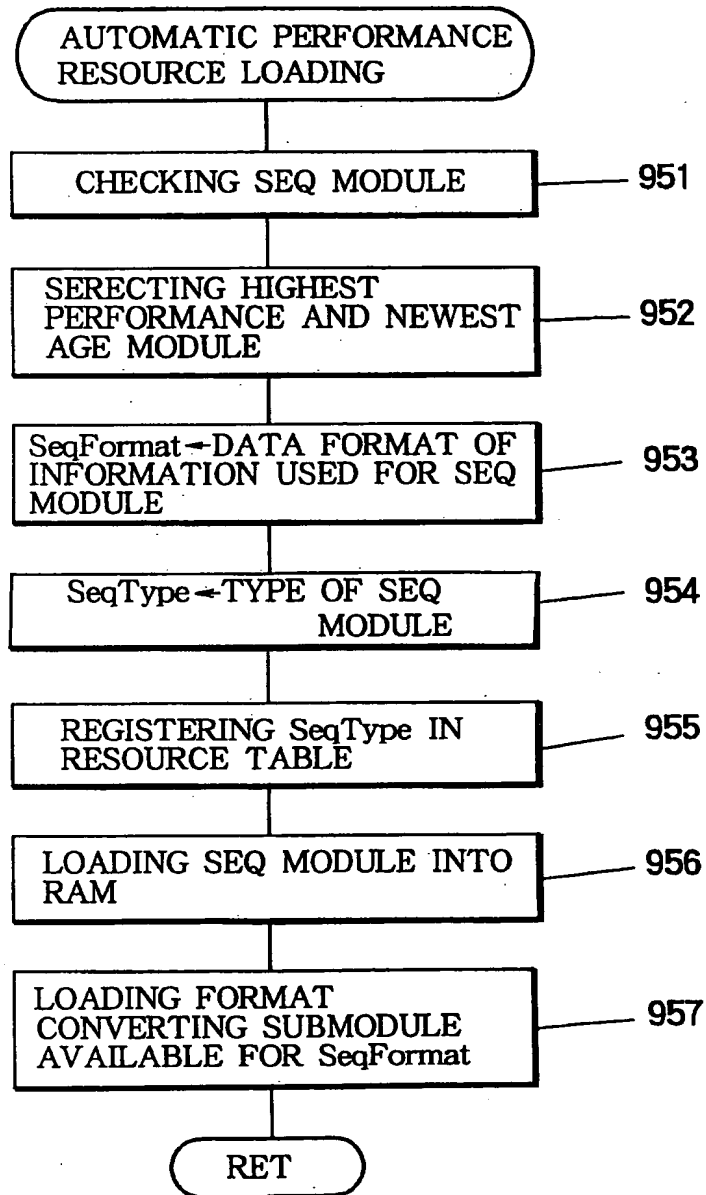 AUTOMATIC PERFORMANCE
RESOURCE LOADING
CHECKING SEQ MODULE
951
SERECTING HIGHEST
PERFORMANCE AND NEWEST
AGE MODULE
952
SeqFormat←DATA FORMAT OF
INFORMATION USED FOR SEQ
MODULE
953
SeqType←TYPE OF SEQ
MODULE
954
REGISTERING SeqType IN
RESOURCE TABLE
955
LOADING SEQ MODULE INTO
RAM
956
LOADING FORMAT
CONVERTING SUBMODULE
AVAILABLE FOR SeqFormat
957
RET